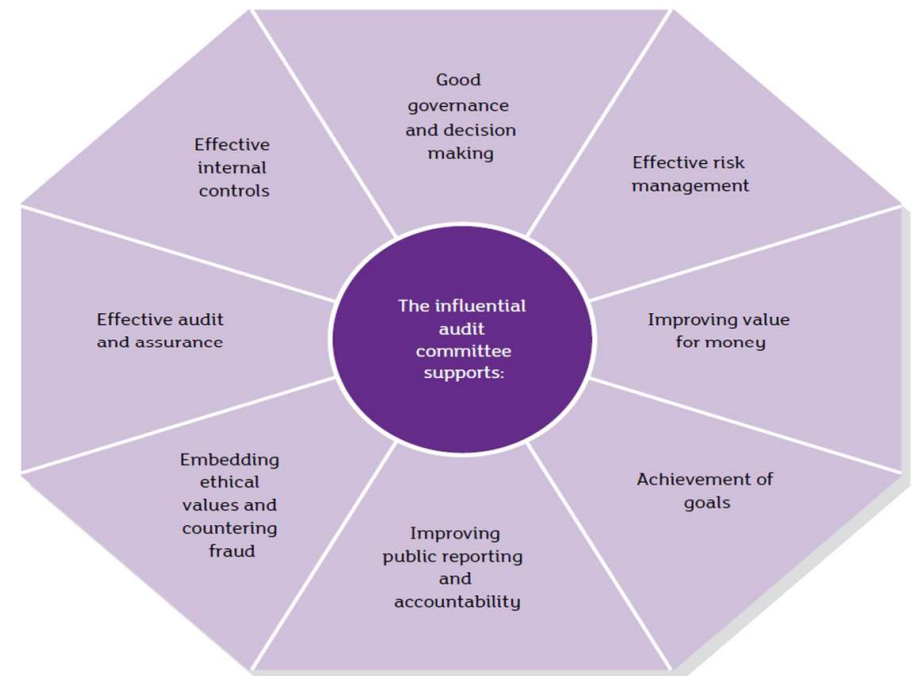 Good
governance
and decision
making
Effective risk
management
Improving value
for money
Achievement of
goals
Improving
public reporting
and
accountability
Embedding
ethical
values and
countering
fraud
Effective audit
and assurance
Effective
internal
controls
The influential
audit
committee
supports: